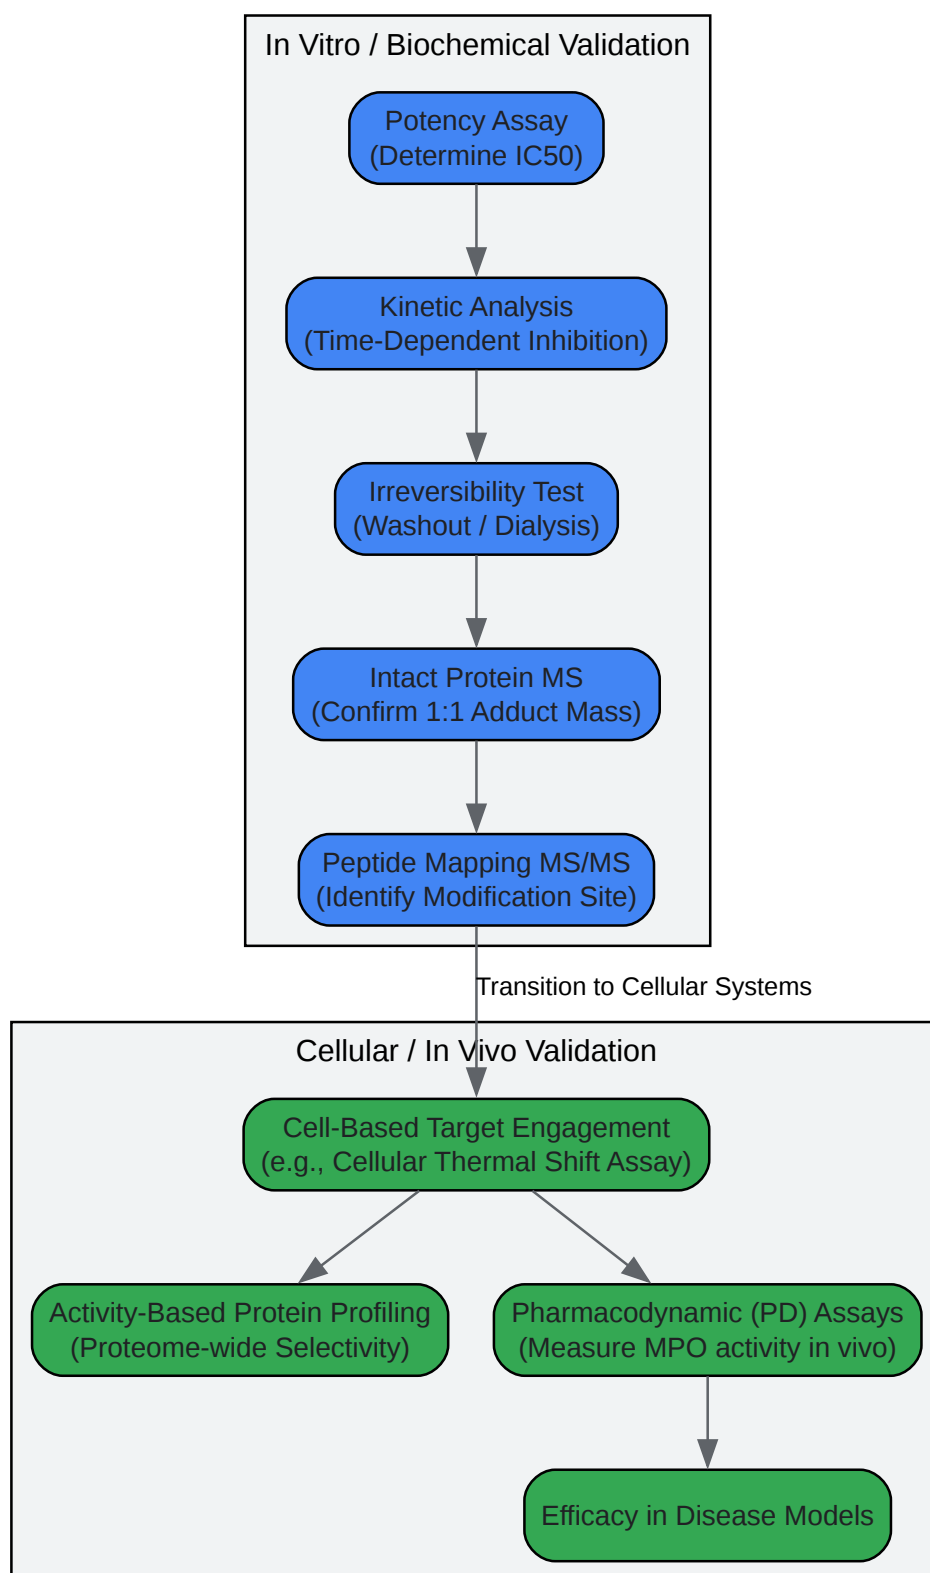 In Vitro / Biochemical Validation
Potency Assay
(Determine IC50)
Kinetic Analysis
(Time-Dependent Inhibition)
Irreversibility Test
(Washout / Dialysis)
Intact Protein MS
(Confirm 1:1 Adduct Mass)
Peptide Mapping MS/MS
(Identify Modification Site)
Transition to Cellular Systems
Cellular / In Vivo Validation
Cell-Based Target Engagement
(e.g., Cellular Thermal Shift Assay)
Activity-Based Protein Profiling
(Proteome-wide Selectivity)
Pharmacodynamic (PD) Assays
(Measure MPO activity in vivo)
Efficacy in Disease Models